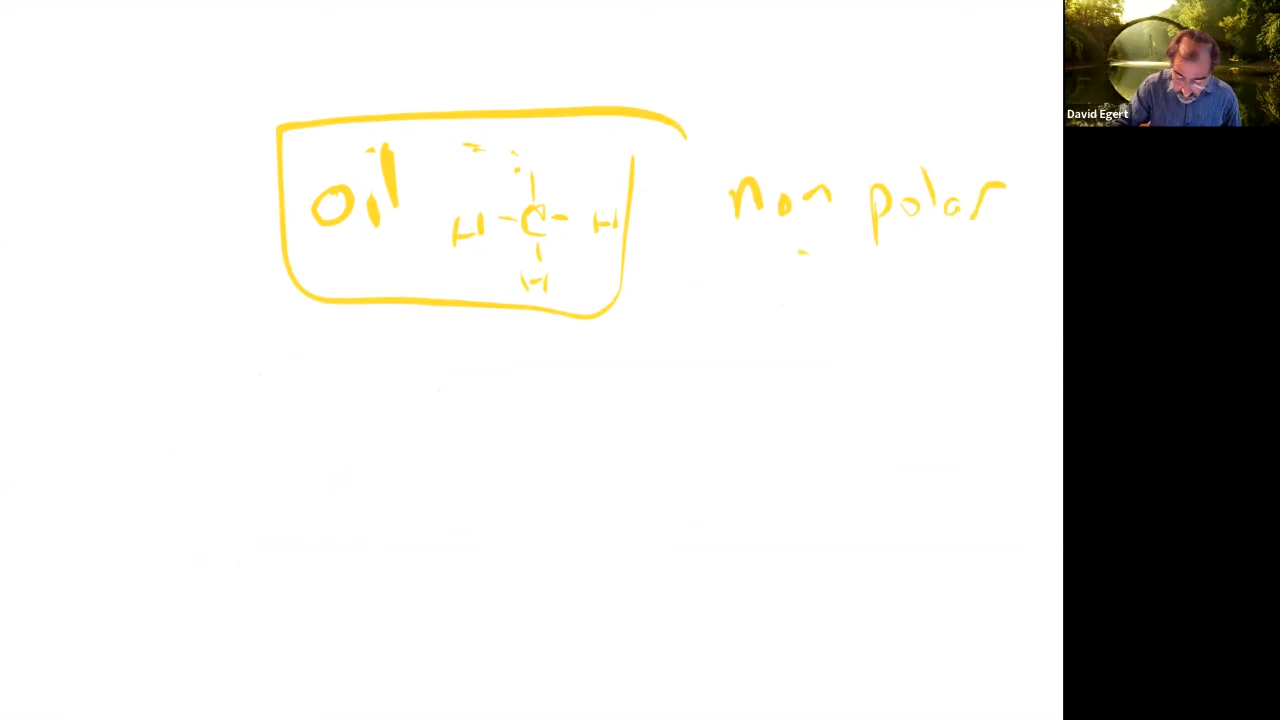 Oil
H-C-H
H
non polar
David Egert